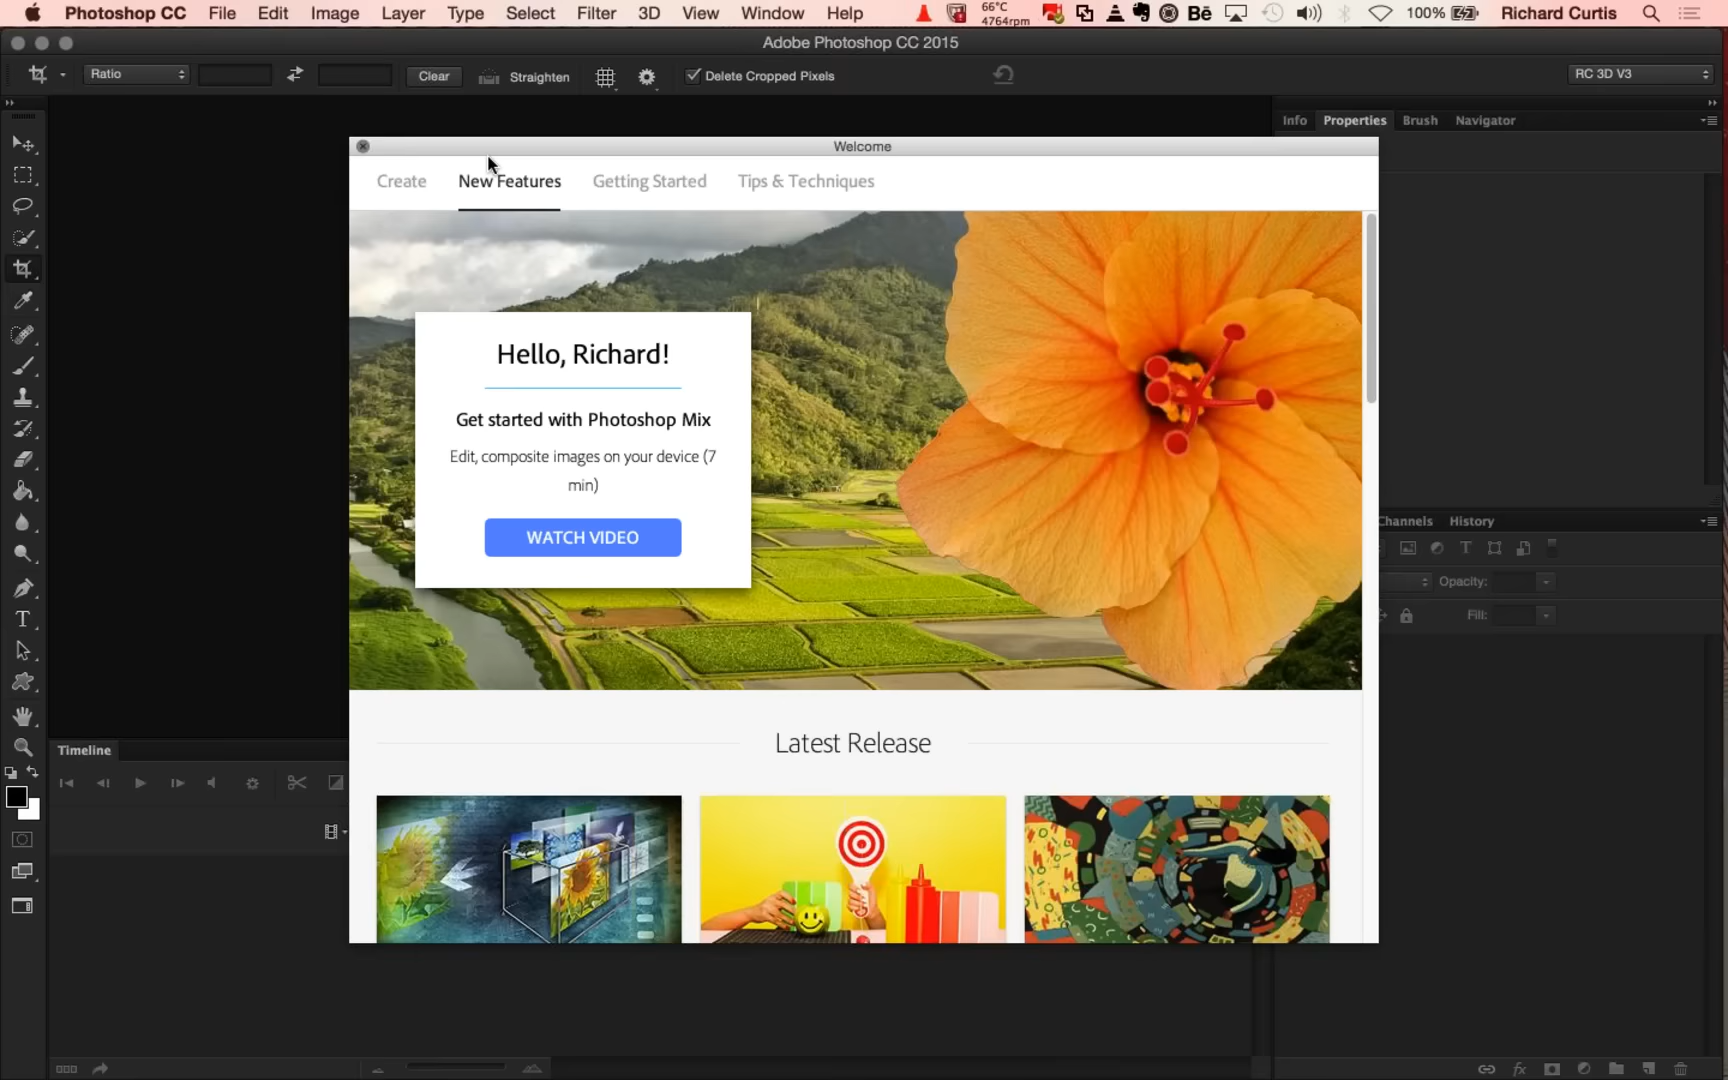 Photoshop CC File Edit Image Layer Type Select Filter 3D View Window Help 66°C 4764rpm Bē 100% Richard Curtis
Adobe Photoshop CC 2015
Ratio Clear Straighten Delete Cropped Pixels RC 3D V3
Info Properties Brush Navigator
Welcome
Create New Features Getting Started Tips & Techniques
Hello, Richard!
Get started with Photoshop Mix
Edit, composite images on your device (7
min)
WATCH VIDEO
Channels History
Opacity:
Fill:
Latest Release
Timeline